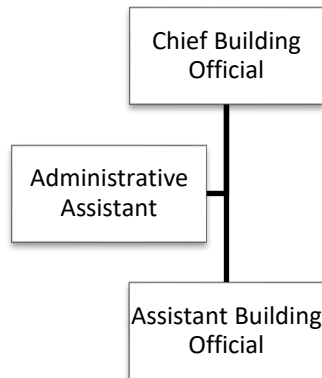 Chief Building
Official
Administrative
Assistant
Assistant Building
Official